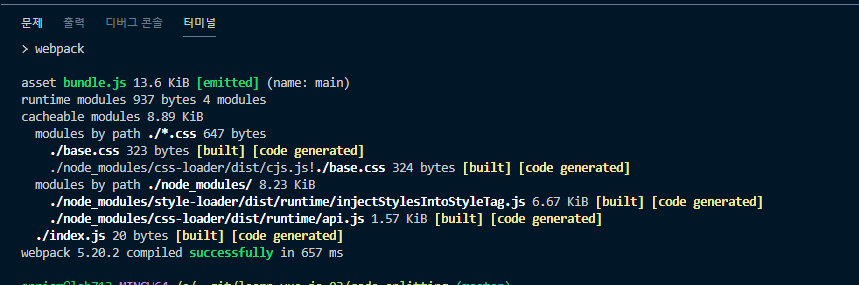 문제 출력 디버그 콘솔 터미널
> webpack
asset bundle.js 13.6 KiB [emitted] (name: main)
runtime modules 937 bytes 4 modules
cacheable modules 8.89 KiB
modules by path ./*.css 647 bytes
./base.css 323 bytes [built] [code generated]
./node_modules/css-loader/dist/cjs.js!./base.css 324 bytes [built] [code generated]
modules by path ./node_modules/ 8.23 KiB
./node_modules/style-loader/dist/runtime/injectStylesIntoStyleTag.js 6.67 KiB [built] [code generated]
./node_modules/css-loader/dist/runtime/api.js 1.57 KiB [built] [code generated]
./index.js 20 bytes [built] [code generated]
webpack 5.20.2 compiled successfully in 657 ms